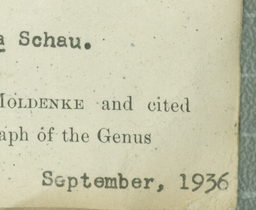 a Schau.
MOLDENKE and cited
aph of the Genus
September, 1936